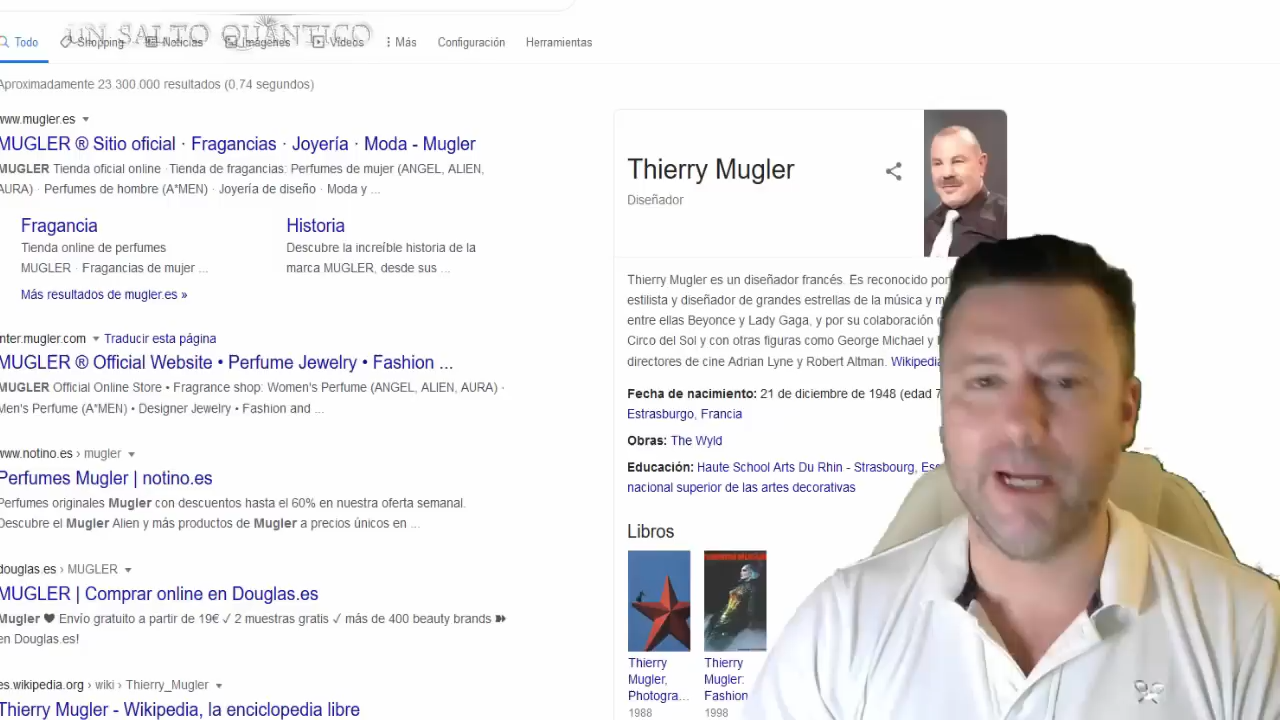 UN SALTO QUÁNTICO
Todo
Shopping
Noticias
Imágenes
Vídeos
Más
Configuración
Herramientas
Aproximadamente 23.300.000 resultados (0,74 segundos)
www.mugler.es
MUGLER ® Sitio oficial · Fragancias · Joyería · Moda - Mugler
MUGLER Tienda oficial online · Tienda de fragancias: Perfumes de mujer (ANGEL, ALIEN,
AURA) · Perfumes de hombre (A*MEN) · Joyería de diseño · Moda y ...
Fragancia
Tienda online de perfumes
MUGLER · Fragancias de mujer ...
Historia
Descubre la increíble historia de la
marca MUGLER, desde sus ...
Más resultados de mugler.es »
inter.mugler.com Traducir esta página
MUGLER ® Official Website • Perfume Jewelry • Fashion ...
MUGLER Official Online Store • Fragrance shop: Women's Perfume (ANGEL, ALIEN, AURA) ·
Men's Perfume (A*MEN) • Designer Jewelry • Fashion and ...
www.notino.es › mugler
Perfumes Mugler | notino.es
Perfumes originales Mugler con descuentos hasta el 60% en nuestra oferta semanal.
Descubre el Mugler Alien y más productos de Mugler a precios únicos en ...
douglas.es › MUGLER
MUGLER | Comprar online en Douglas.es
Mugler ♥ Envío gratuito a partir de 19€ ✓ 2 muestras gratis ✓ más de 400 beauty brands ➽
en Douglas.es!
es.wikipedia.org › wiki › Thierry_Mugler
Thierry Mugler - Wikipedia, la enciclopedia libre
Thierry Mugler
Diseñador
Thierry Mugler es un diseñador francés. Es reconocido por
estilista y diseñador de grandes estrellas de la música y m
entre ellas Beyonce y Lady Gaga, y por su colaboración
Circo del Sol y con otras figuras como George Michael y
directores de cine Adrian Lyne y Robert Altman. Wikipedia
Fecha de nacimiento: 21 de diciembre de 1948 (edad 7
Estrasburgo, Francia
Obras: The Wyld
Educación: Haute School Arts Du Rhin - Strasbourg, Esc
nacional superior de las artes decorativas
Libros
Thierry
Mugler,
Photogra...
1988
Thierry
Mugler:
Fashion
1998